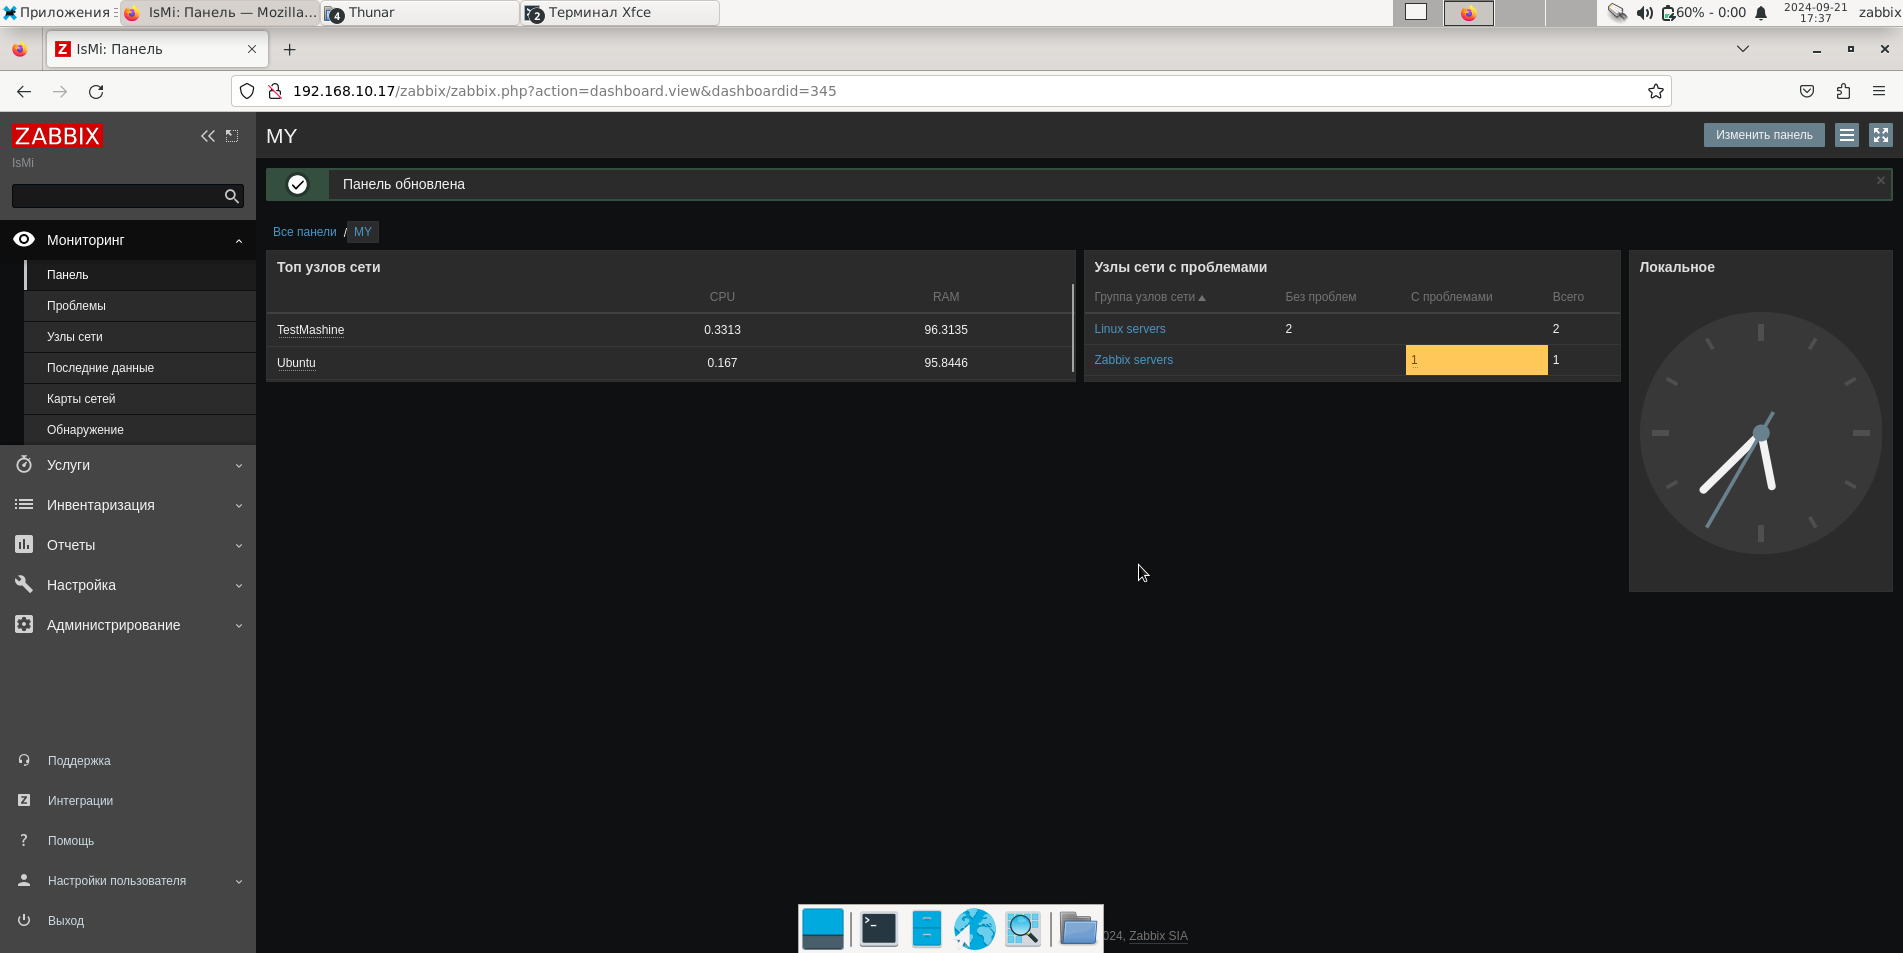 Приложения
IsMi: Панель — Mozilla...
4 Thunar
2 Терминал Xfce
60% - 0:00
2024-09-21
17:37
zabbix
Z IsMi: Панель
192.168.10.17/zabbix/zabbix.php?action=dashboard.view&dashboardid=345
ZABBIX
IsMi
MY
Изменить панель
Панель обновлена
Все панели / MY
Мониторинг
Панель
Проблемы
Узлы сети
Последние данные
Карты сетей
Обнаружение
Услуги
Инвентаризация
Отчеты
Настройка
Администрирование
Поддержка
Z Интеграции
? Помощь
Настройки пользователя
Выход
Топ узлов сети
CPU RAM
TestMashine 0.3313 96.3135
Ubuntu 0.167 95.8446
Узлы сети с проблемами
Группа узлов сети Без проблем С проблемами Всего
Linux servers 2 2
Zabbix servers 1 1
Локальное
>_
024, Zabbix SIA